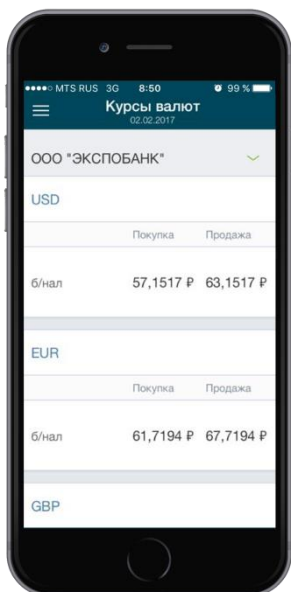 MTS RUS 3G 8:50 99 %
Курсы валют
02.02.2017
ООО "ЭКСПОБАНК"
USD
Покупка Продажа
б/нал 57,1517 ₽ 63,1517 ₽
EUR
Покупка Продажа
б/нал 61,7194 ₽ 67,7194 ₽
GBP